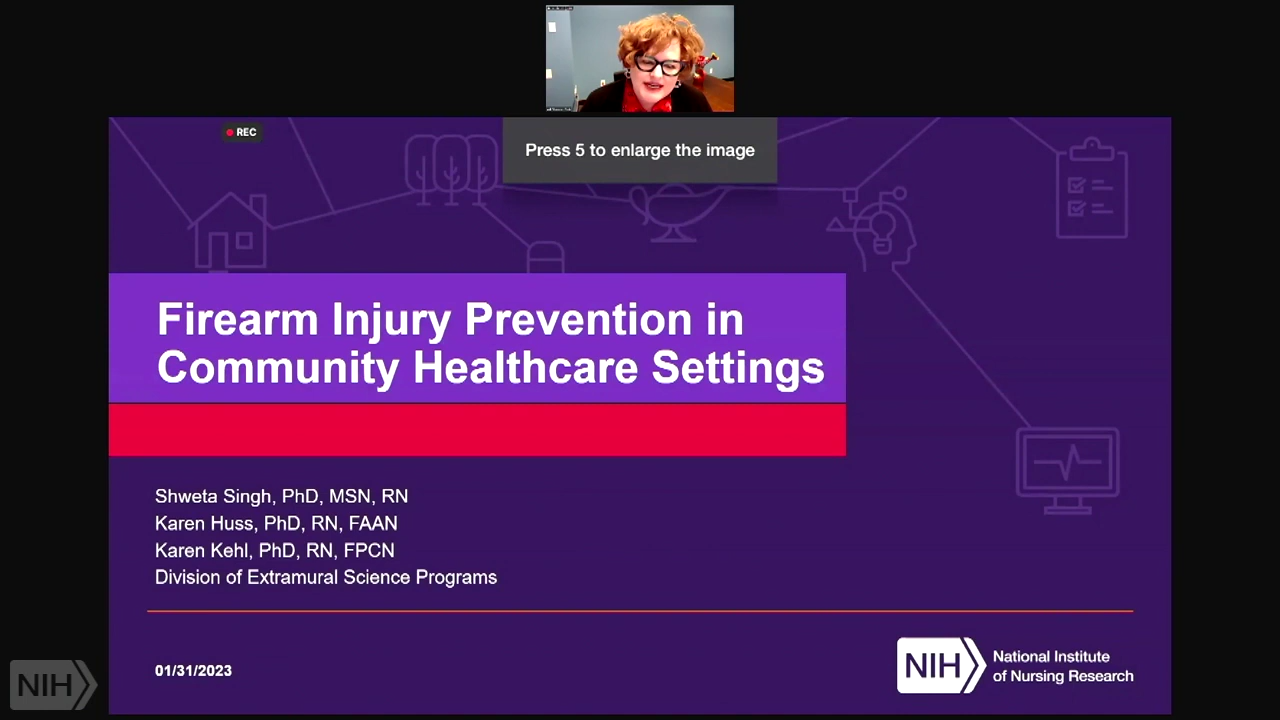 REC
Press 5 to enlarge the image
Firearm Injury Prevention in
Community Healthcare Settings
Shweta Singh, PhD, MSN, RN
Karen Huss, PhD, RN, FAAN
Karen Kehl, PhD, RN, FPCN
Division of Extramural Science Programs
01/31/2023
NIH
National Institute
of Nursing Research
NIH